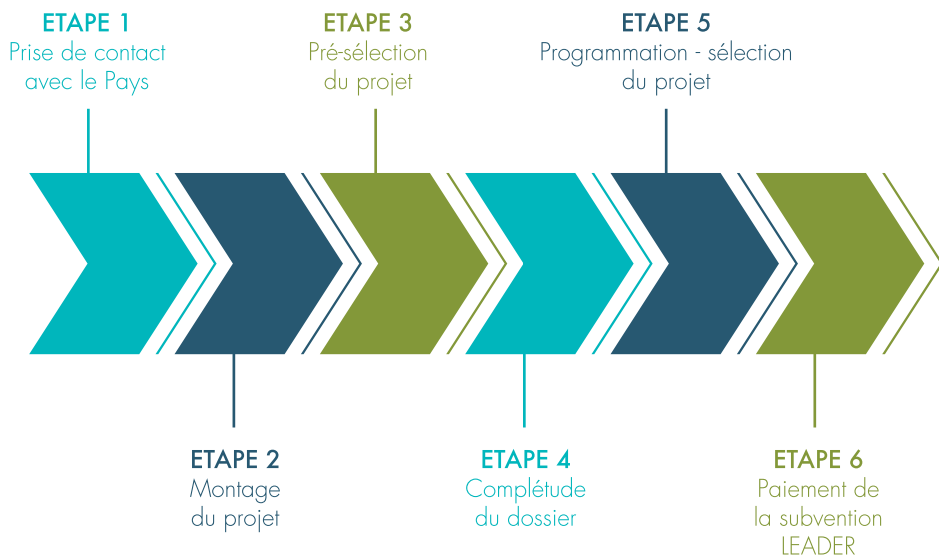 ETAPE 1
Prise de contact
avec le Pays
ETAPE 2
Montage
du projet
ETAPE 3
Pré-sélection
du projet
ETAPE 4
Complétude
du dossier
ETAPE 5
Programmation - sélection
du projet
ETAPE 6
Paiement de
la subvention
LEADER